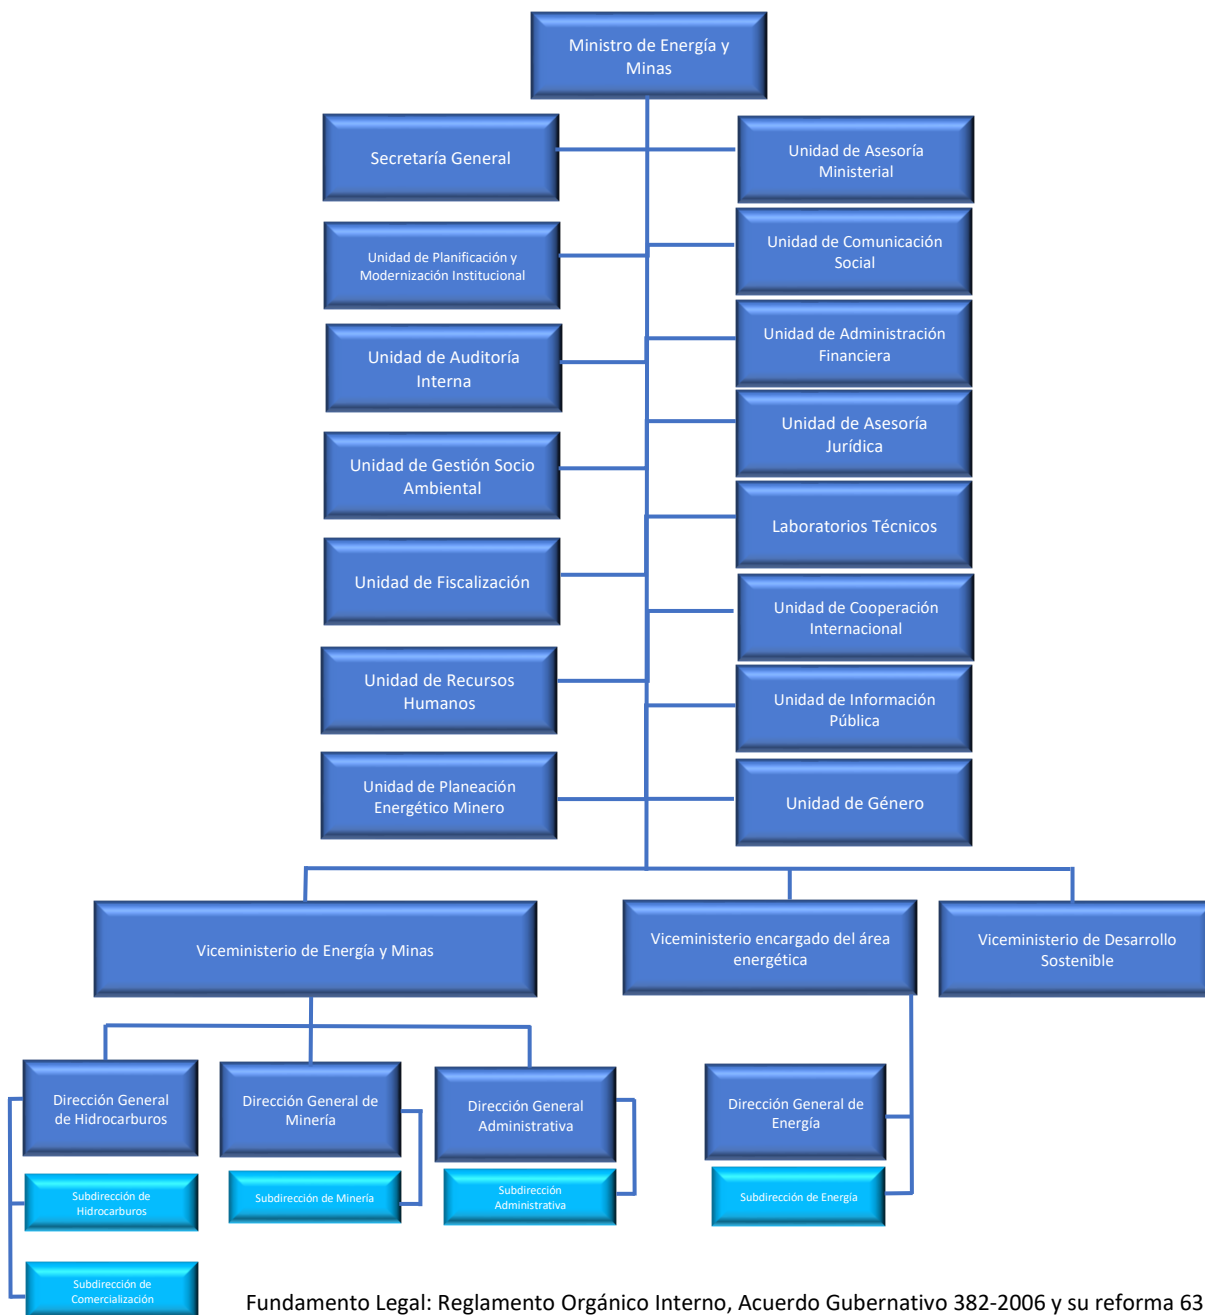 Ministro de Energía y
Minas
Secretaría General
Unidad de Asesoría
Ministerial
Unidad de Planificación y
Modernización Institucional
Unidad de Comunicación
Social
Unidad de Auditoría
Interna
Unidad de Administración
Financiera
Unidad de Gestión Socio
Ambiental
Unidad de Asesoría
Jurídica
Unidad de Fiscalización
Laboratorios Técnicos
Unidad de Recursos
Humanos
Unidad de Cooperación
Internacional
Unidad de Información
Pública
Unidad de Planeación
Energético Minero
Unidad de Género
Viceministerio de Energía y Minas
Viceministerio encargado del área
energética
Viceministerio de Desarrollo
Sostenible
Dirección General
de Hidrocarburos
Dirección General de
Minería
Dirección General
Administrativa
Dirección General de
Energía
Subdirección de
Hidrocarburos
Subdirección de Minería
Subdirección
Administrativa
Subdirección de Energía
Subdirección de
Comercialización
Fundamento Legal: Reglamento Orgánico Interno, Acuerdo Gubernativo 382-2006 y su reforma 63